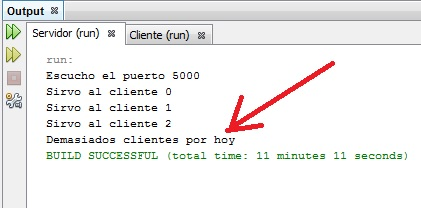 Output
Servidor (run)
Cliente (run)
run:
Escucho el puerto 5000
Sirvo al cliente 0
Sirvo al cliente 1
Sirvo al cliente 2
Demasiados clientes por hoy
BUILD SUCCESSFUL (total time: 11 minutes 11 seconds)